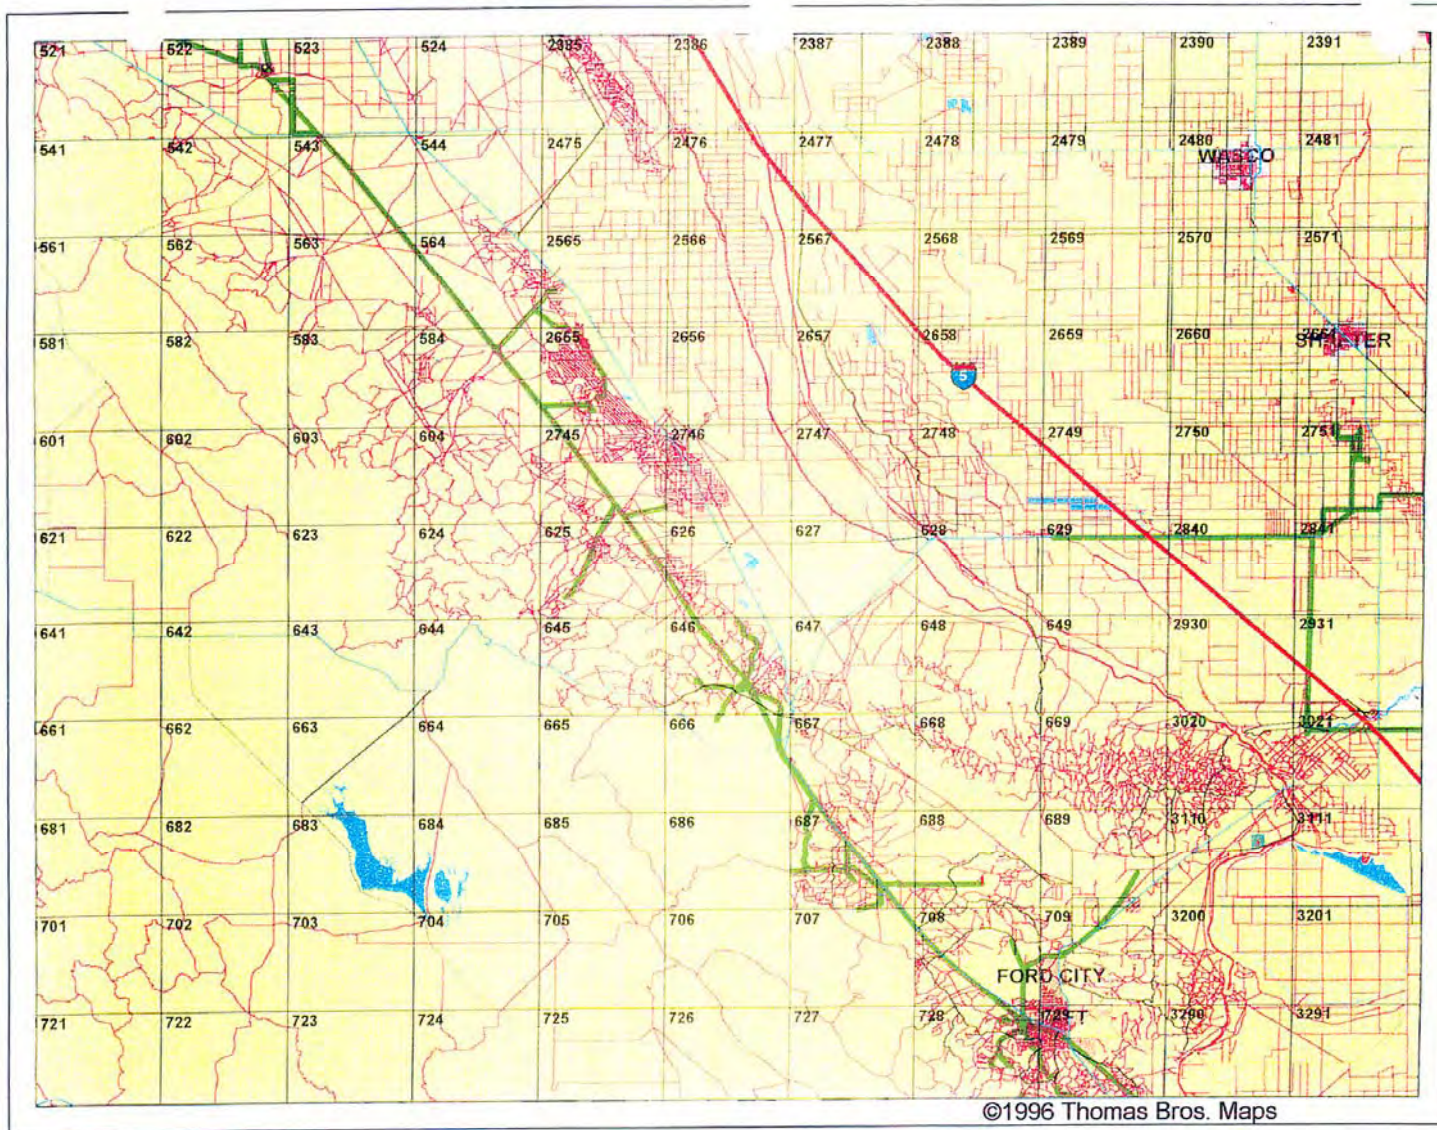 521 522 523 524 2385 2386 2387 2388 2389 2390 2391
541 542 543 544 2475 2476 2477 2478 2479 2480 2481
WASCO
561 562 563 564 2565 2566 2567 2568 2569 2570 2571
581 582 583 584 2655 2656 2657 2658 2659 2660 2661
SHAFTER
5
601 602 603 604 2745 2746 2747 2748 2749 2750 2751
621 622 623 624 625 626 627 628 629 2840 2841
641 642 643 644 645 646 647 648 649 2930 2931
661 662 663 664 665 666 667 668 669 3020 3021
681 682 683 684 685 686 687 688 689 3110 3111
701 702 703 704 705 706 707 708 709 3200 3201
FORD CITY
721 722 723 724 725 726 727 728 729 3290 3291
©1996 Thomas Bros. Maps